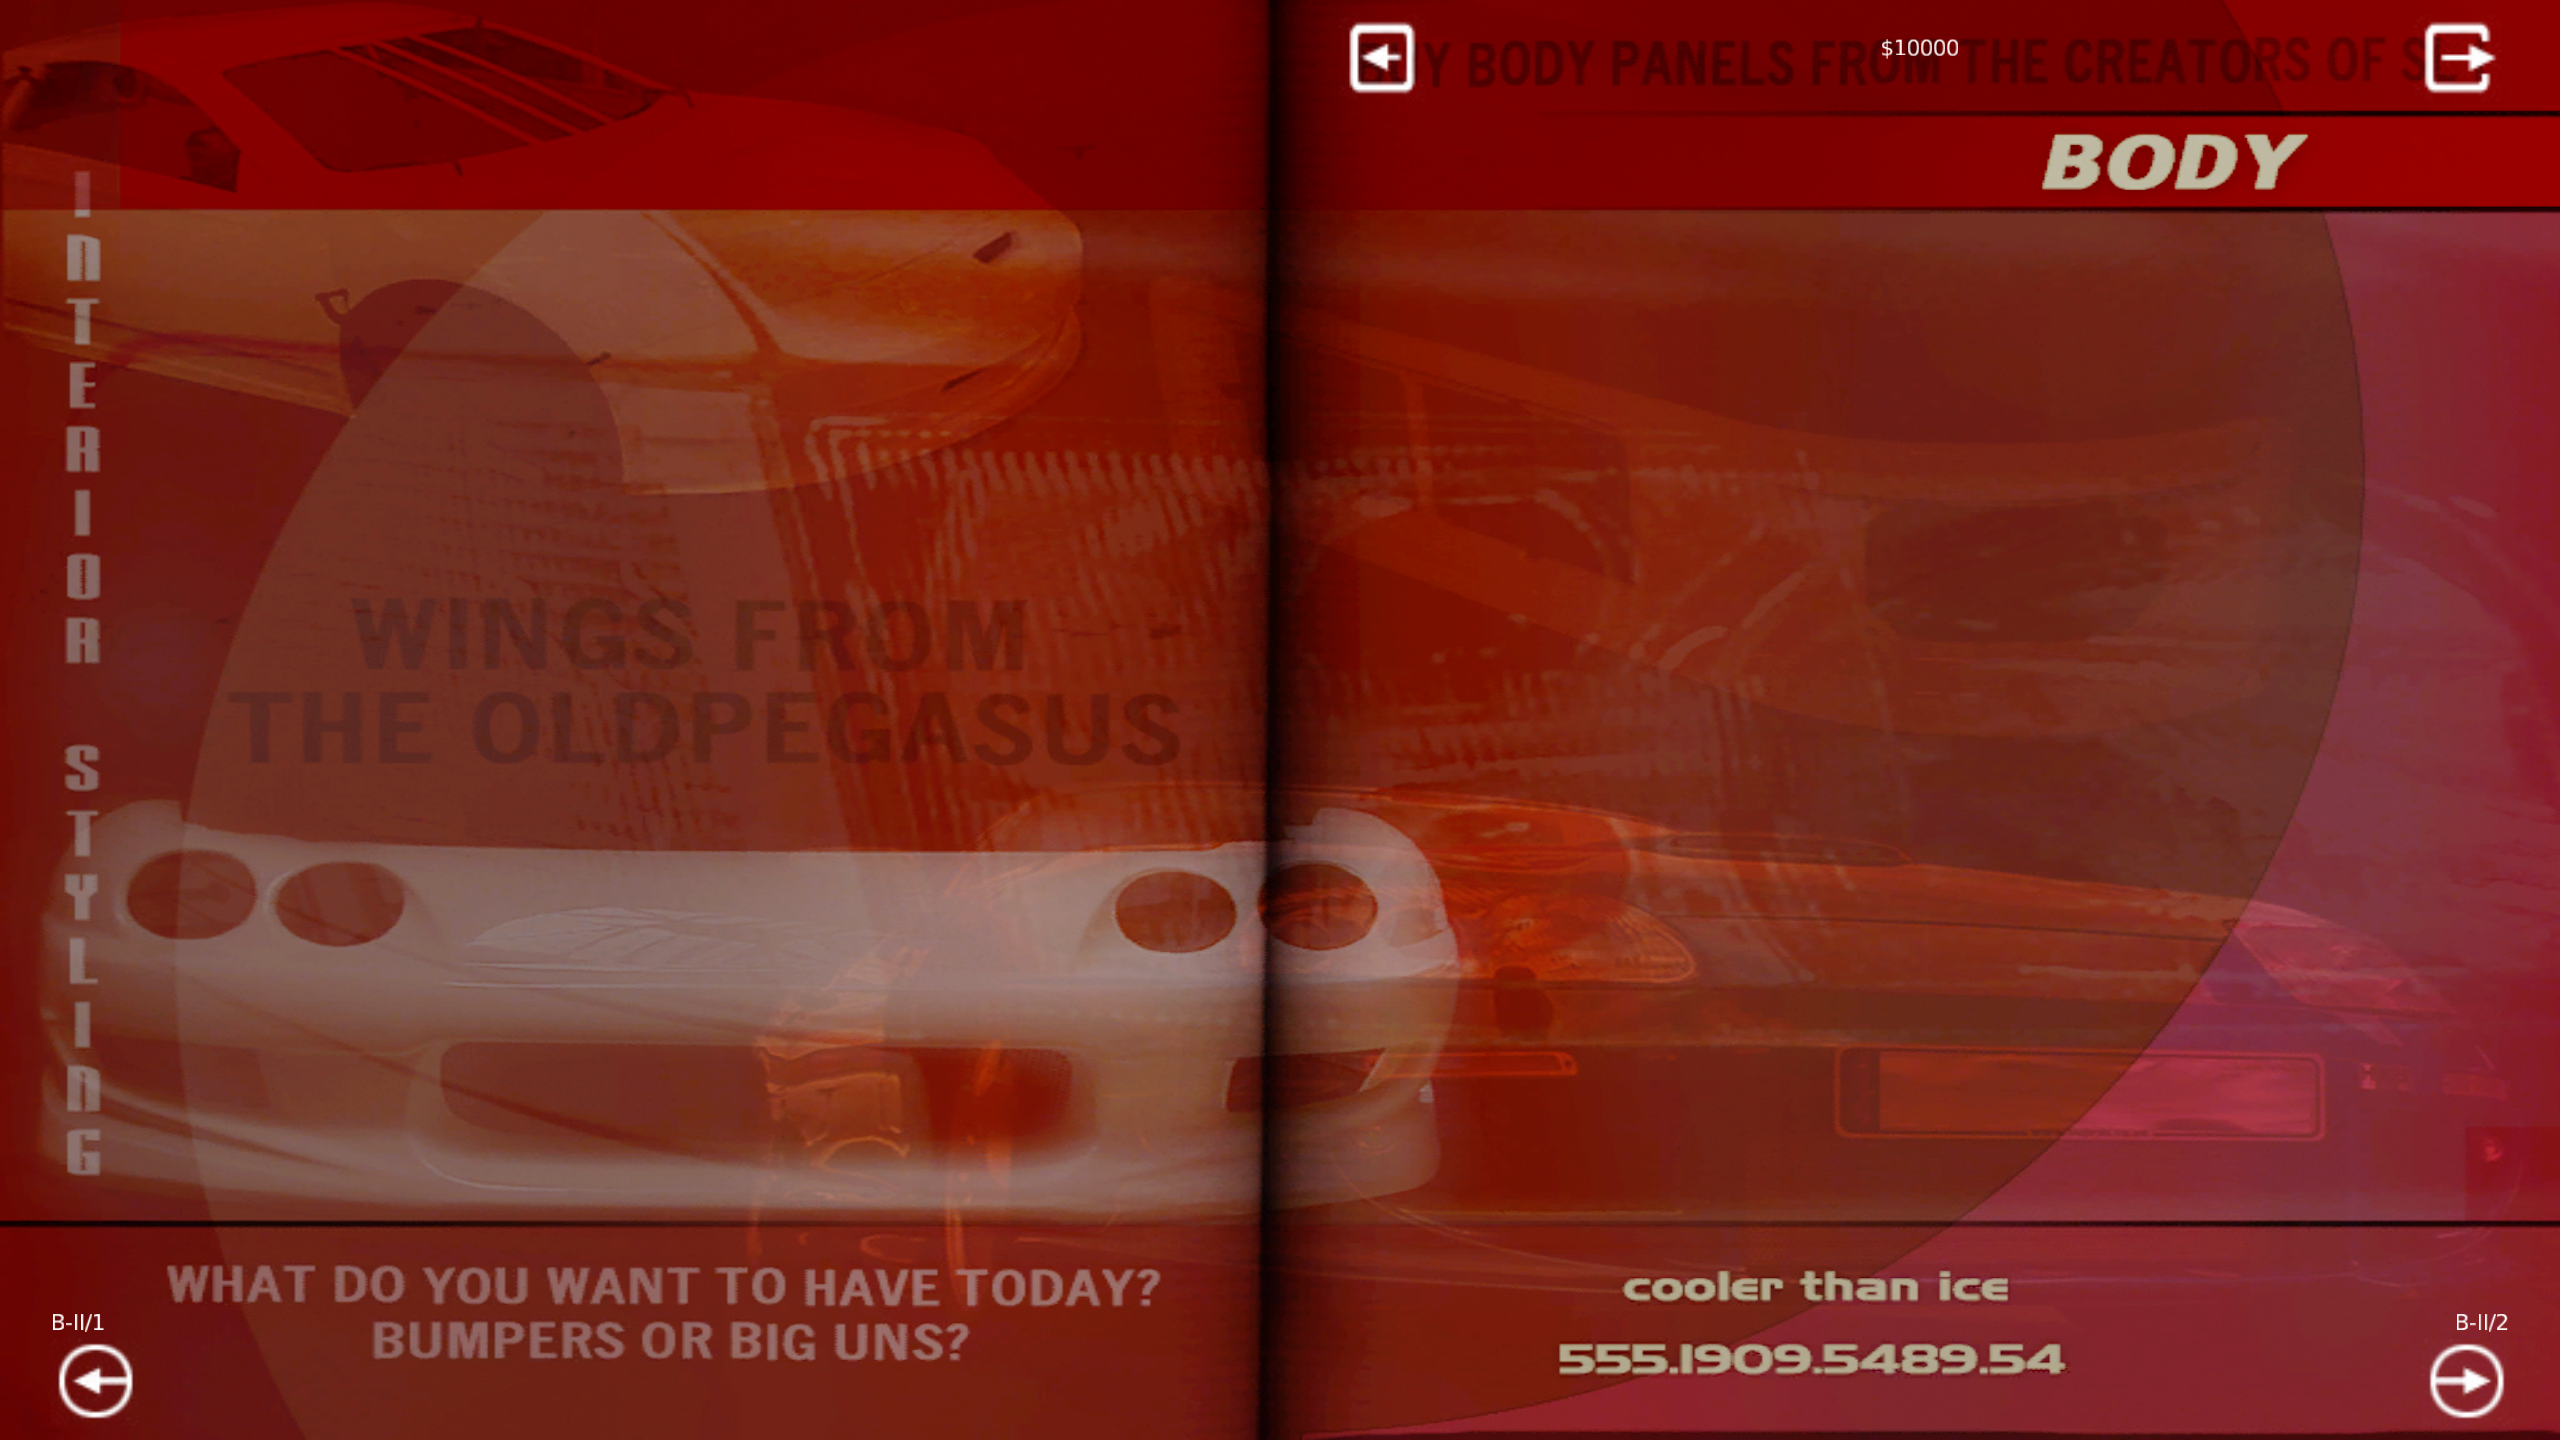 INTERIOR STYLING
WINGS FROM
THE OLDPEGASUS
WHAT DO YOU WANT TO HAVE TODAY?
BUMPERS OR BIG UNS?
B-II/1
$10000
BODY PANELS FROM THE CREATORS OF
BODY
cooler than ice
555.1909.5489.54
B-II/2